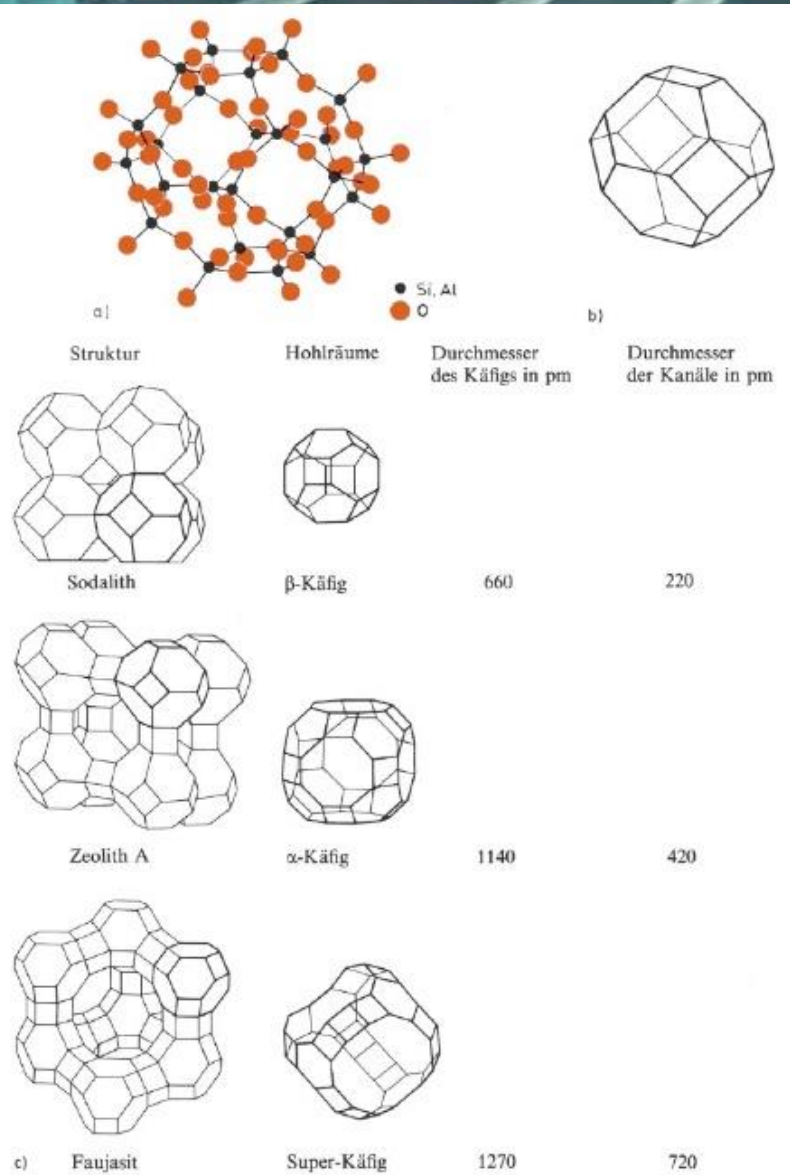 a)
Si, Al
O
b)
Struktur
Hohlräume
Durchmesser
des Käfigs in pm
Durchmesser
der Kanäle in pm
Sodalith
β-Käfig
660
220
Zeolith A
α-Käfig
1140
420
c)
Faujasit
Super-Käfig
1270
720